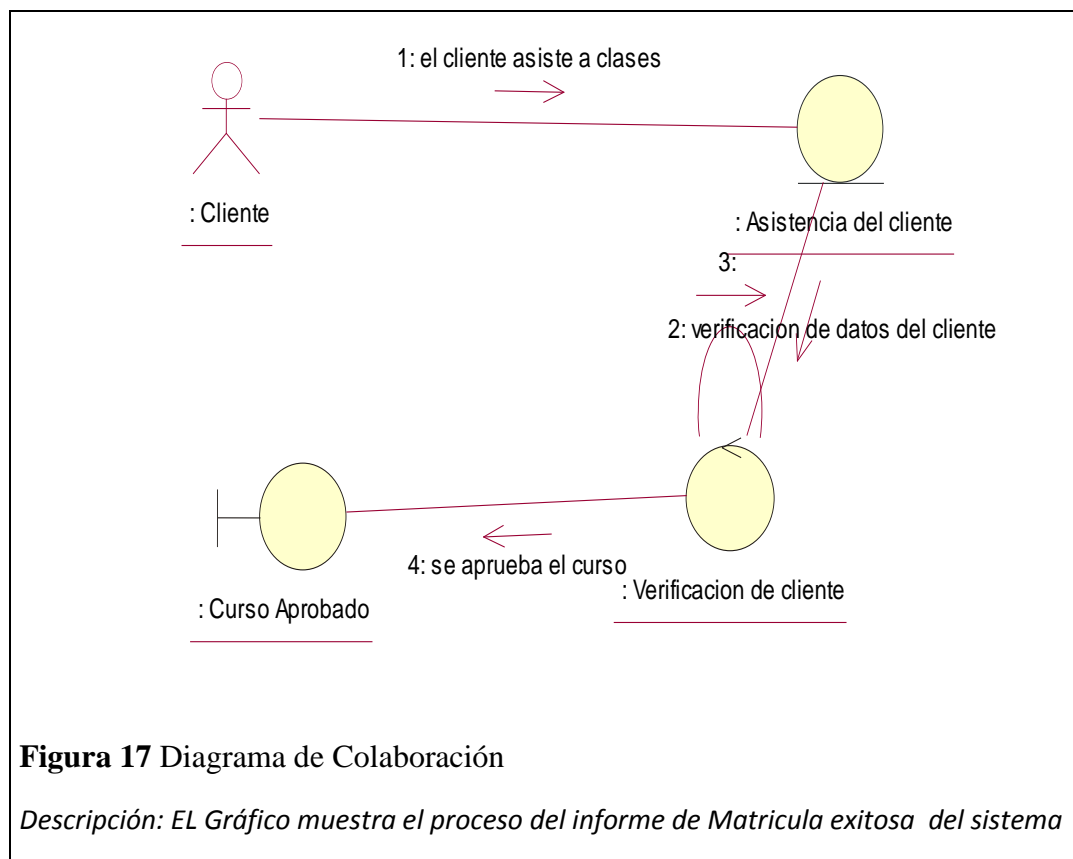 1: el cliente asiste a clases
: Cliente
: Asistencia del cliente
3:
2: verificacion de datos del cliente
4: se aprueba el curso
: Verificacion de cliente
: Curso Aprobado
Figura 17 Diagrama de Colaboración
Descripción: EL Gráfico muestra el proceso del informe de Matricula exitosa del sistema